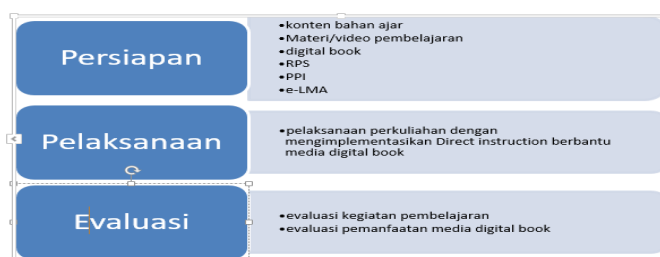 Persiapan
•konten bahan ajar
•Materi/video pembelajaran
•digital book
•RPS
•PPI
•e-LMA
Pelaksanaan
•pelaksanaan perkuliahan dengan
mengimplementasikan Direct instruction berbantu
media digital book
Evaluasi
•evaluasi kegiatan pembelajaran
•evaluasi pemanfaatan media digital book